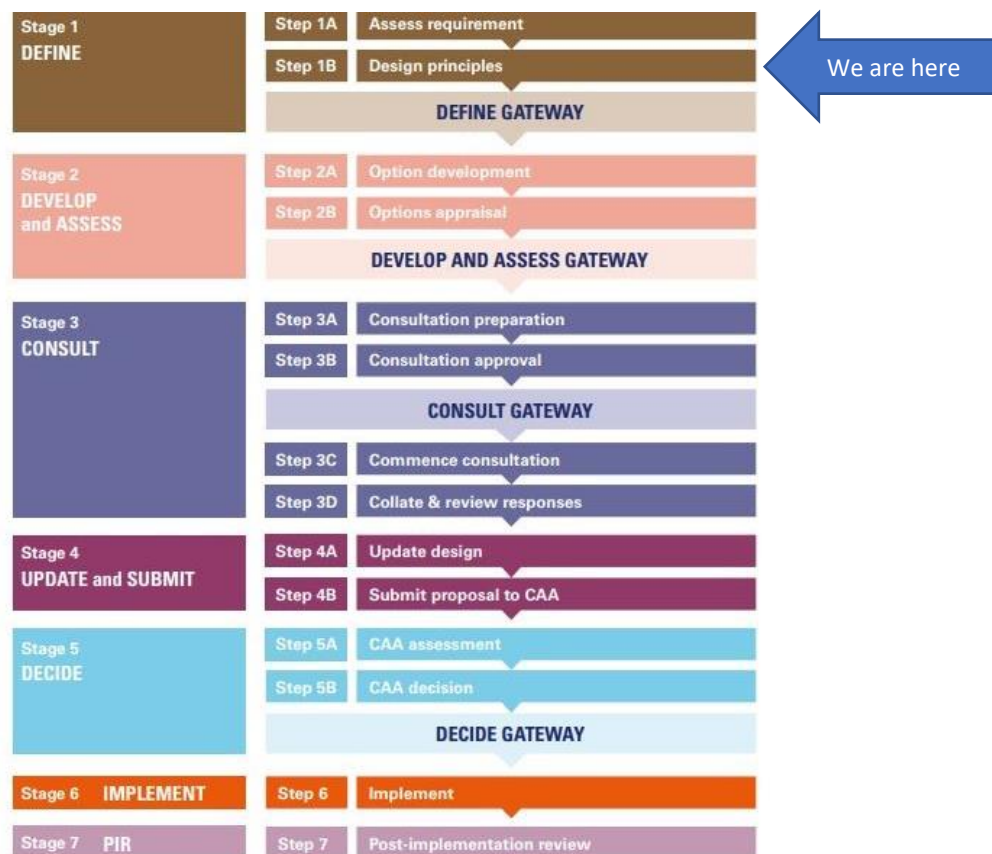 Stage 1
DEFINE
Step 1A Assess requirement
Step 1B Design principles
We are here
DEFINE GATEWAY
Stage 2
DEVELOP
and ASSESS
Step 2A Option development
Step 2B Options appraisal
DEVELOP AND ASSESS GATEWAY
Stage 3
CONSULT
Step 3A Consultation preparation
Step 3B Consultation approval
CONSULT GATEWAY
Step 3C Commence consultation
Step 3D Collate & review responses
Stage 4
UPDATE and SUBMIT
Step 4A Update design
Step 4B Submit proposal to CAA
Stage 5
DECIDE
Step 5A CAA assessment
Step 5B CAA decision
DECIDE GATEWAY
Stage 6 IMPLEMENT
Step 6 Implement
Stage 7 PIR
Step 7 Post-implementation review